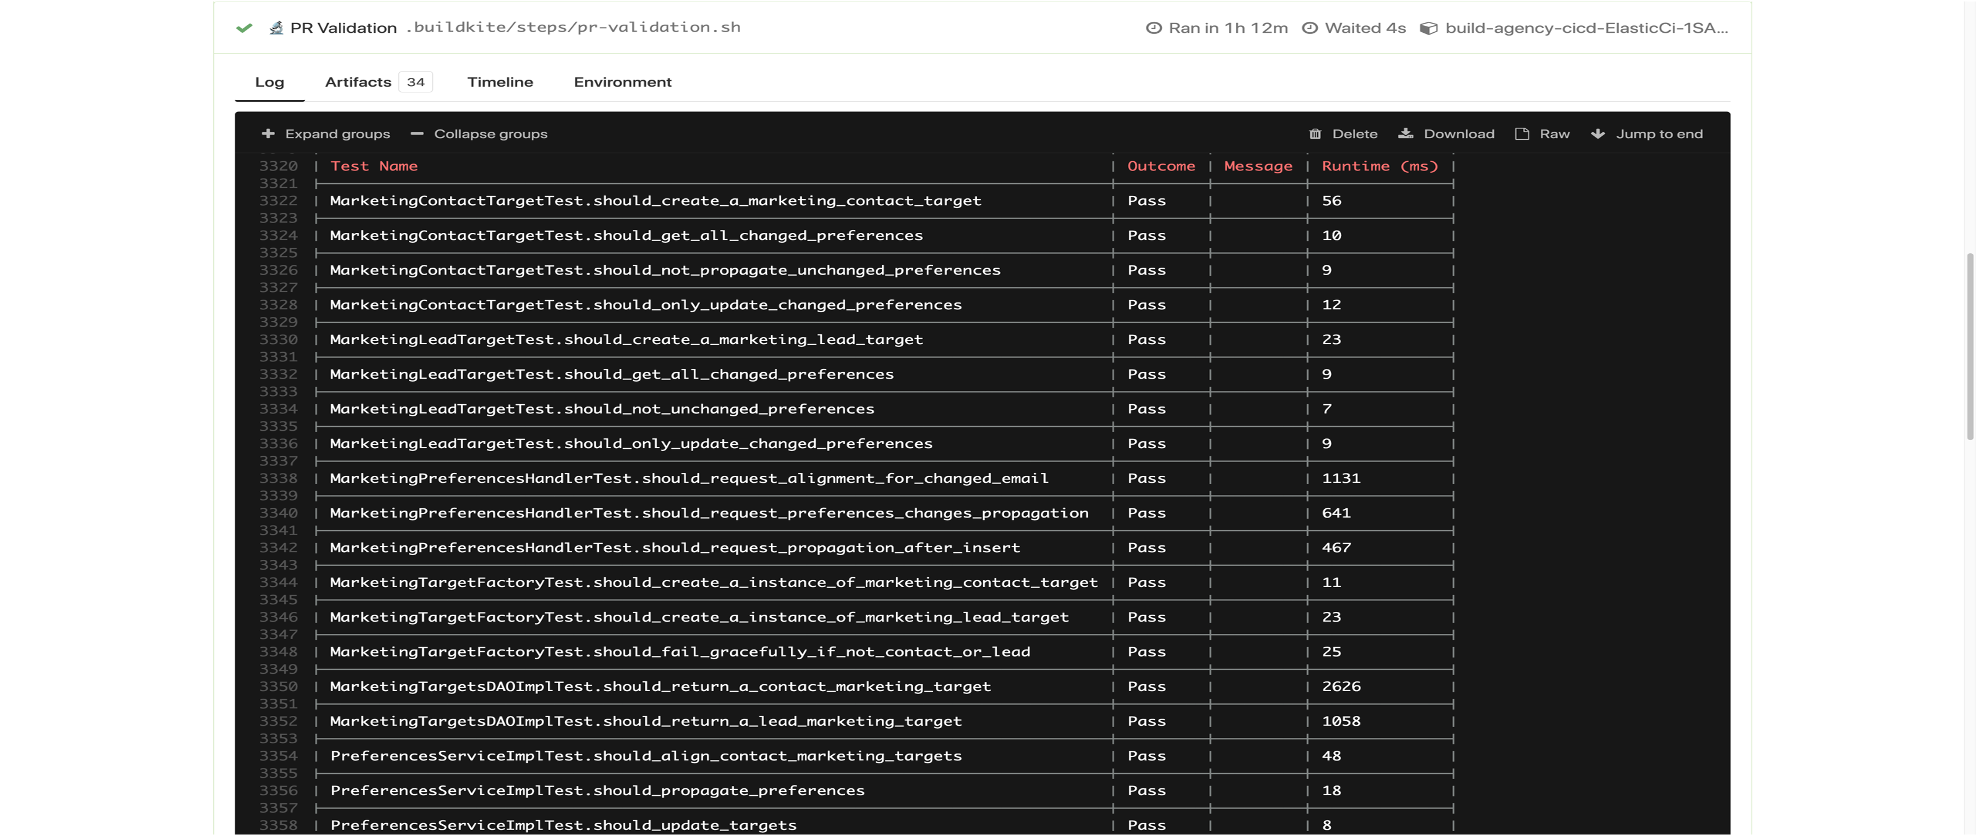 PR Validation .buildkite/steps/pr-validation.sh Ran in 1h 12m Waited 4s build-agency-cicd-ElasticCi-1SA...
Log Artifacts 34 Timeline Environment
Expand groups Collapse groups Delete Download Raw Jump to end
3320 | Test Name | Outcome | Message | Runtime (ms) |
3321
3322 | MarketingContactTargetTest.should_create_a_marketing_contact_target | Pass | | 56 |
3323
3324 | MarketingContactTargetTest.should_get_all_changed_preferences | Pass | | 10 |
3325
3326 | MarketingContactTargetTest.should_not_propagate_unchanged_preferences | Pass | | 9 |
3327
3328 | MarketingContactTargetTest.should_only_update_changed_preferences | Pass | | 12 |
3329
3330 | MarketingLeadTargetTest.should_create_a_marketing_lead_target | Pass | | 23 |
3331
3332 | MarketingLeadTargetTest.should_get_all_changed_preferences | Pass | | 9 |
3333
3334 | MarketingLeadTargetTest.should_not_unchanged_preferences | Pass | | 7 |
3335
3336 | MarketingLeadTargetTest.should_only_update_changed_preferences | Pass | | 9 |
3337
3338 | MarketingPreferencesHandlerTest.should_request_alignment_for_changed_email | Pass | | 1131 |
3339
3340 | MarketingPreferencesHandlerTest.should_request_preferences_changes_propagation | Pass | | 641 |
3341
3342 | MarketingPreferencesHandlerTest.should_request_propagation_after_insert | Pass | | 467 |
3343
3344 | MarketingTargetFactoryTest.should_create_a_instance_of_marketing_contact_target | Pass | | 11 |
3345
3346 | MarketingTargetFactoryTest.should_create_a_instance_of_marketing_lead_target | Pass | | 23 |
3347
3348 | MarketingTargetFactoryTest.should_fail_gracefully_if_not_contact_or_lead | Pass | | 25 |
3349
3350 | MarketingTargetsDAOImplTest.should_return_a_contact_marketing_target | Pass | | 2626 |
3351
3352 | MarketingTargetsDAOImplTest.should_return_a_lead_marketing_target | Pass | | 1058 |
3353
3354 | PreferencesServiceImplTest.should_align_contact_marketing_targets | Pass | | 48 |
3355
3356 | PreferencesServiceImplTest.should_propagate_preferences | Pass | | 18 |
3357
3358 | PreferencesServiceImplTest.should_update_targets | Pass | | 8 |